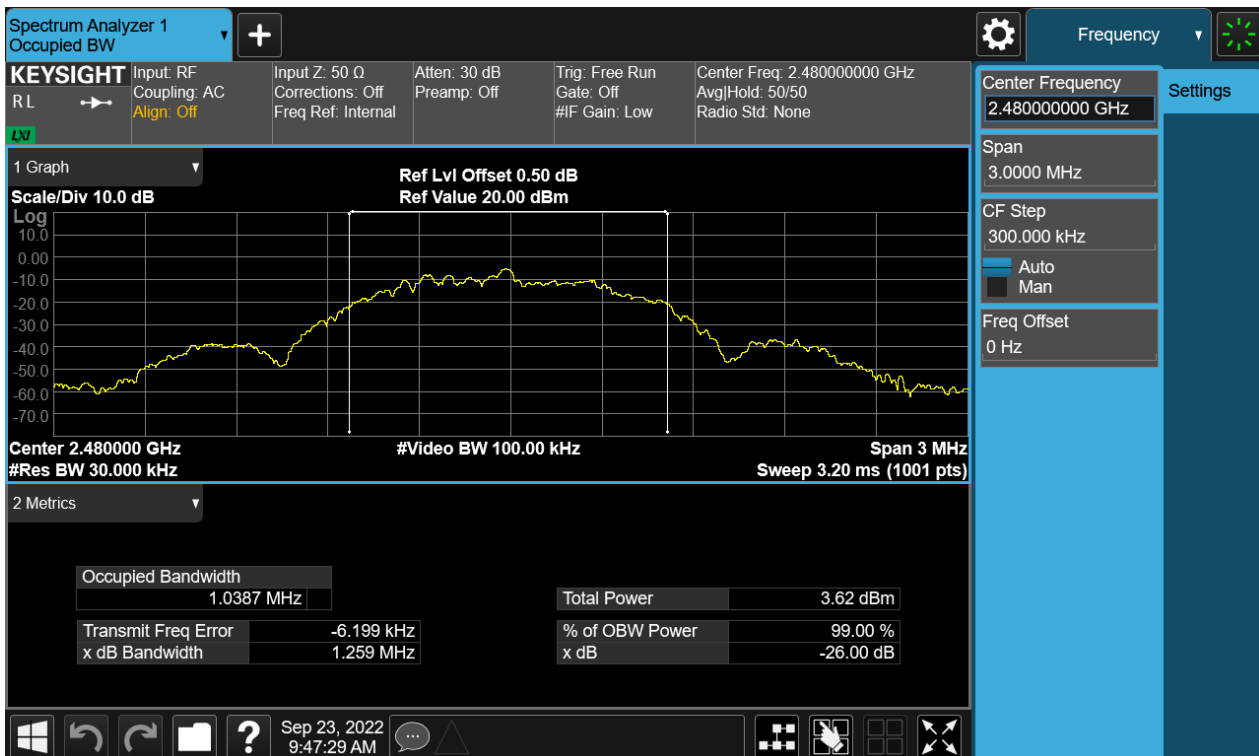 Spectrum Analyzer 1
Occupied BW
+
Frequency
KEYSIGHT
R L
LXI
Input: RF
Coupling: AC
Align: Off
Input Z: 50 Ω
Corrections: Off
Freq Ref: Internal
Atten: 30 dB
Preamp: Off
Trig: Free Run
Gate: Off
#IF Gain: Low
Center Freq: 2.480000000 GHz
Avg|Hold: 50/50
Radio Std: None
Center Frequency
2.480000000 GHz
Settings
Span
3.0000 MHz
CF Step
300.000 kHz
Auto
Man
Freq Offset
0 Hz
1 Graph
Ref Lvl Offset 0.50 dB
Scale/Div 10.0 dB
Ref Value 20.00 dBm
Log
10.0
0.00
-10.0
-20.0
-30.0
-40.0
-50.0
-60.0
-70.0
Center 2.480000 GHz
#Video BW 100.00 kHz
Span 3 MHz
#Res BW 30.000 kHz
Sweep 3.20 ms (1001 pts)
2 Metrics
Occupied Bandwidth
1.0387 MHz
Total Power 3.62 dBm
Transmit Freq Error -6.199 kHz
% of OBW Power 99.00 %
x dB Bandwidth 1.259 MHz
x dB -26.00 dB
?
Sep 23, 2022
9:47:29 AM